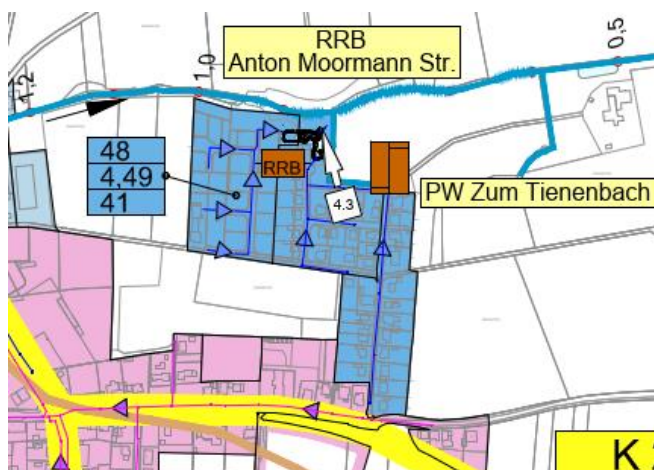 RRB
Anton Moormann Str.
1,2
1,0
0,5
48
4,49
41
RRB
4.3
PW Zum Tienenbach
K